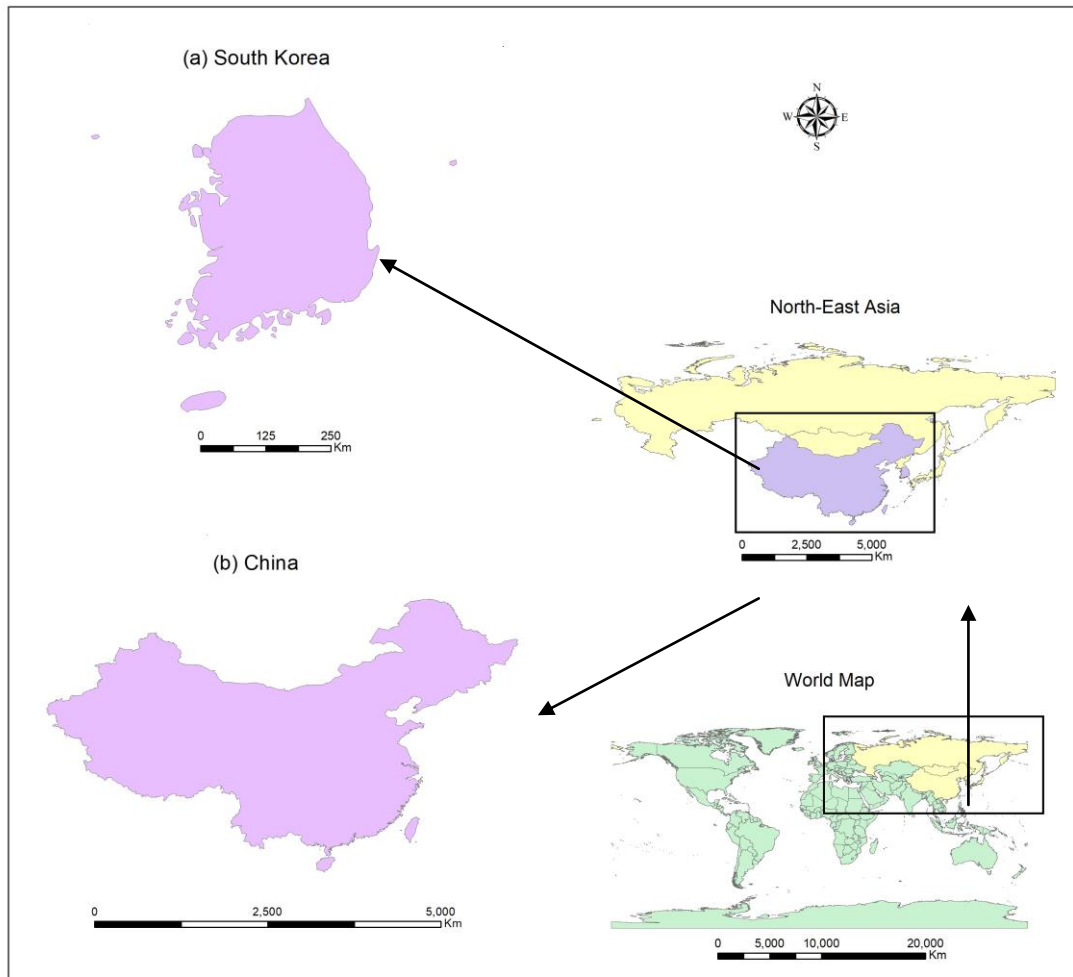 (a) South Korea
N
W E
S
0 125 250
Km
North-East Asia
0 2,500 5,000
Km
(b) China
0 2,500 5,000
Km
World Map
0 5,000 10,000 20,000
Km